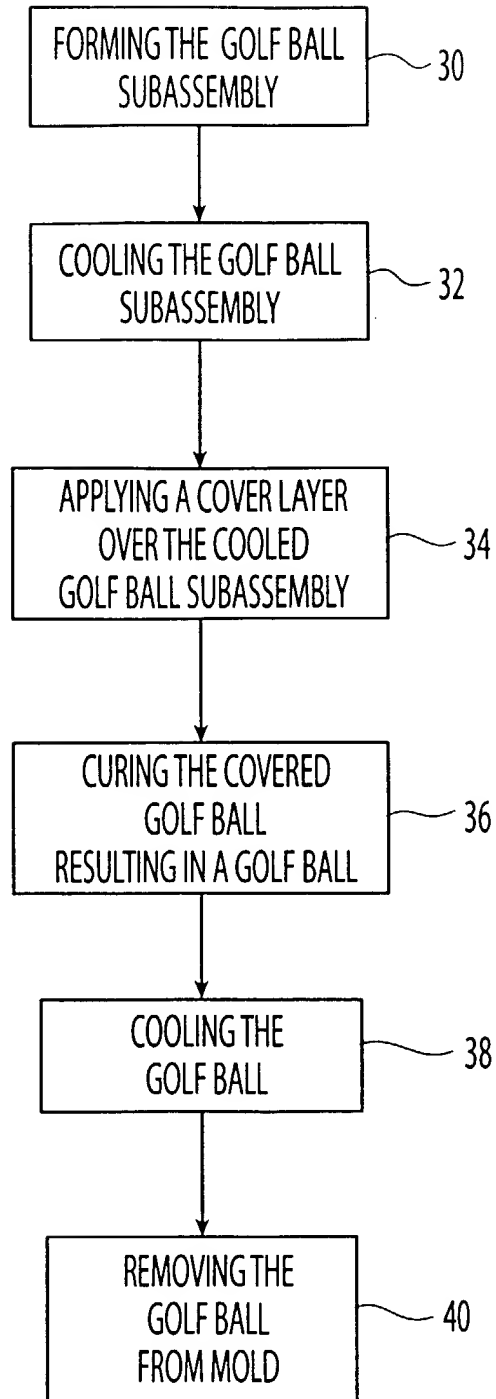 FORMING THE GOLF BALL
SUBASSEMBLY
30
COOLING THE GOLF BALL
SUBASSEMBLY
32
APPLYING A COVER LAYER
OVER THE COOLED
GOLF BALL SUBASSEMBLY
34
CURING THE COVERED
GOLF BALL
RESULTING IN A GOLF BALL
36
COOLING THE
GOLF BALL
38
REMOVING THE
GOLF BALL
FROM MOLD
40